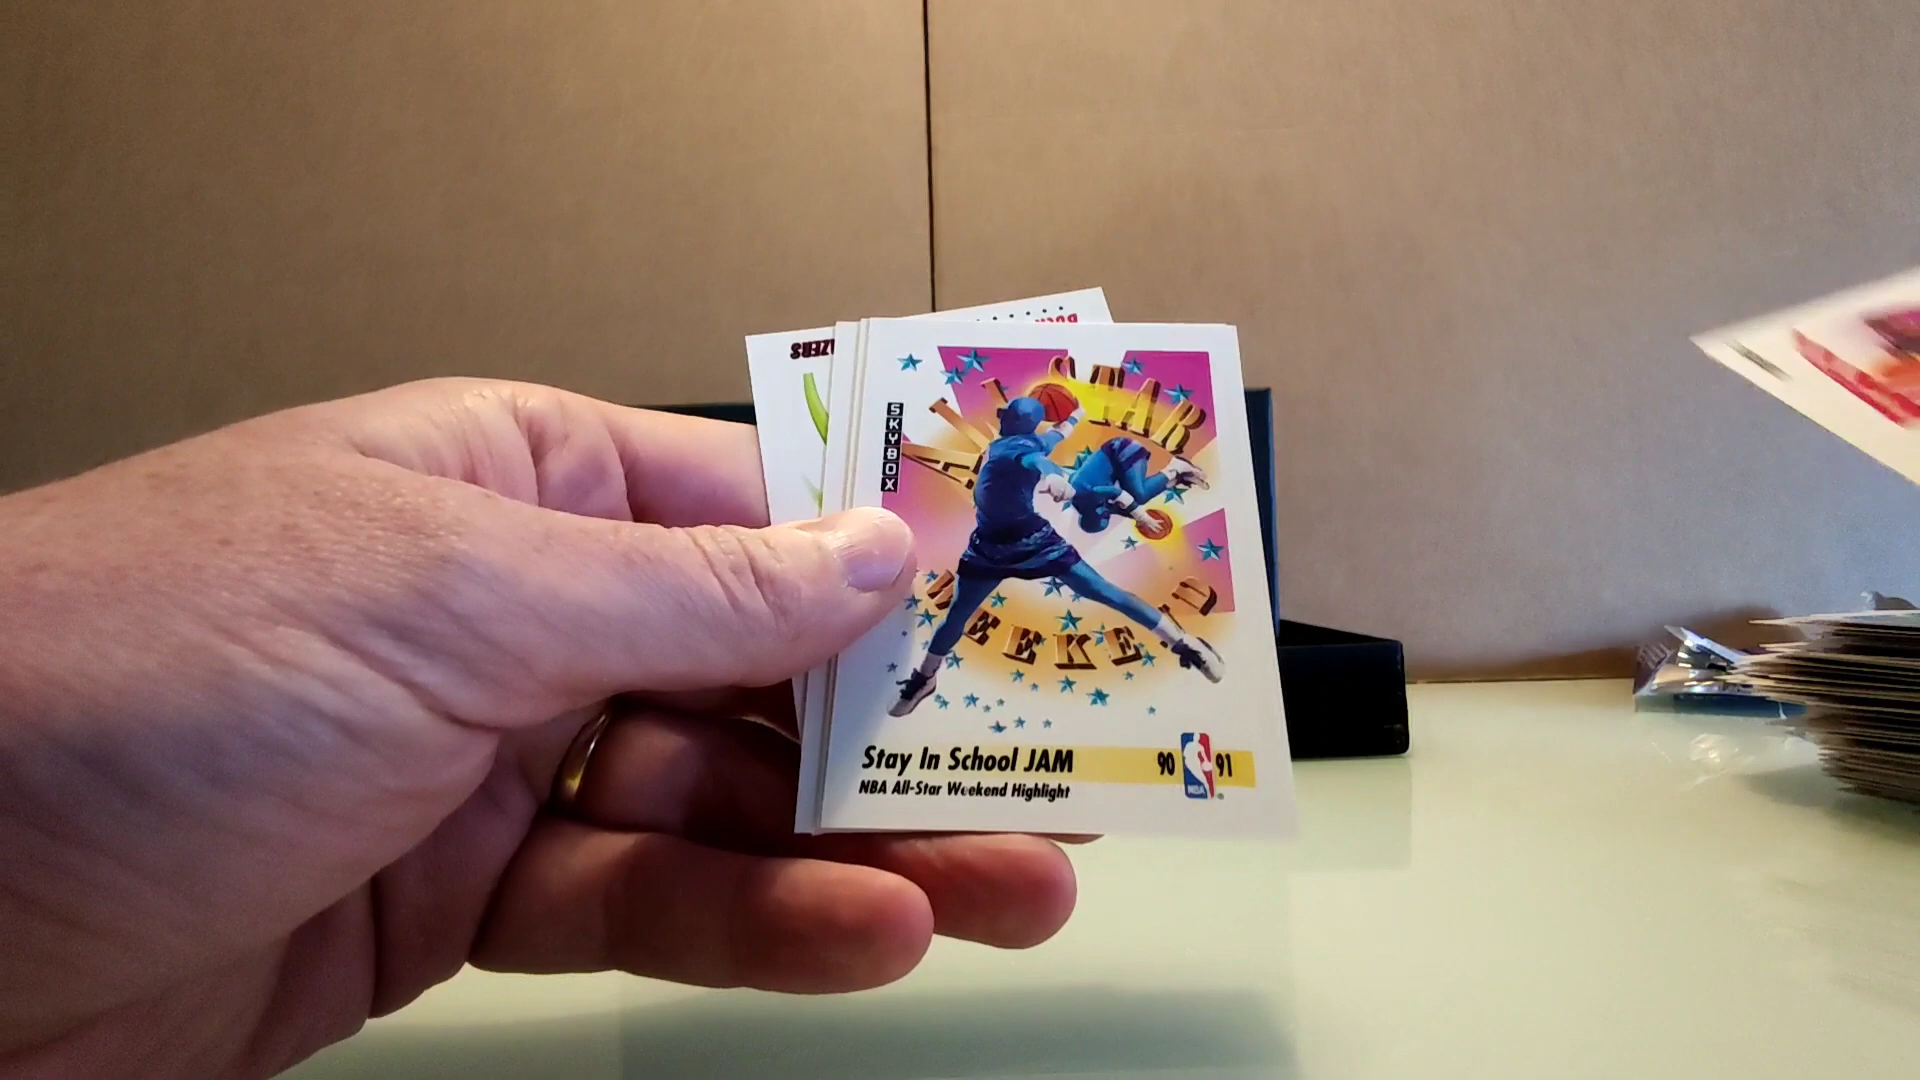 SKYBOX
ALL STAR
WEEKEND
Stay In School JAM
90 NBA 91
NBA All-Star Weekend Highlight